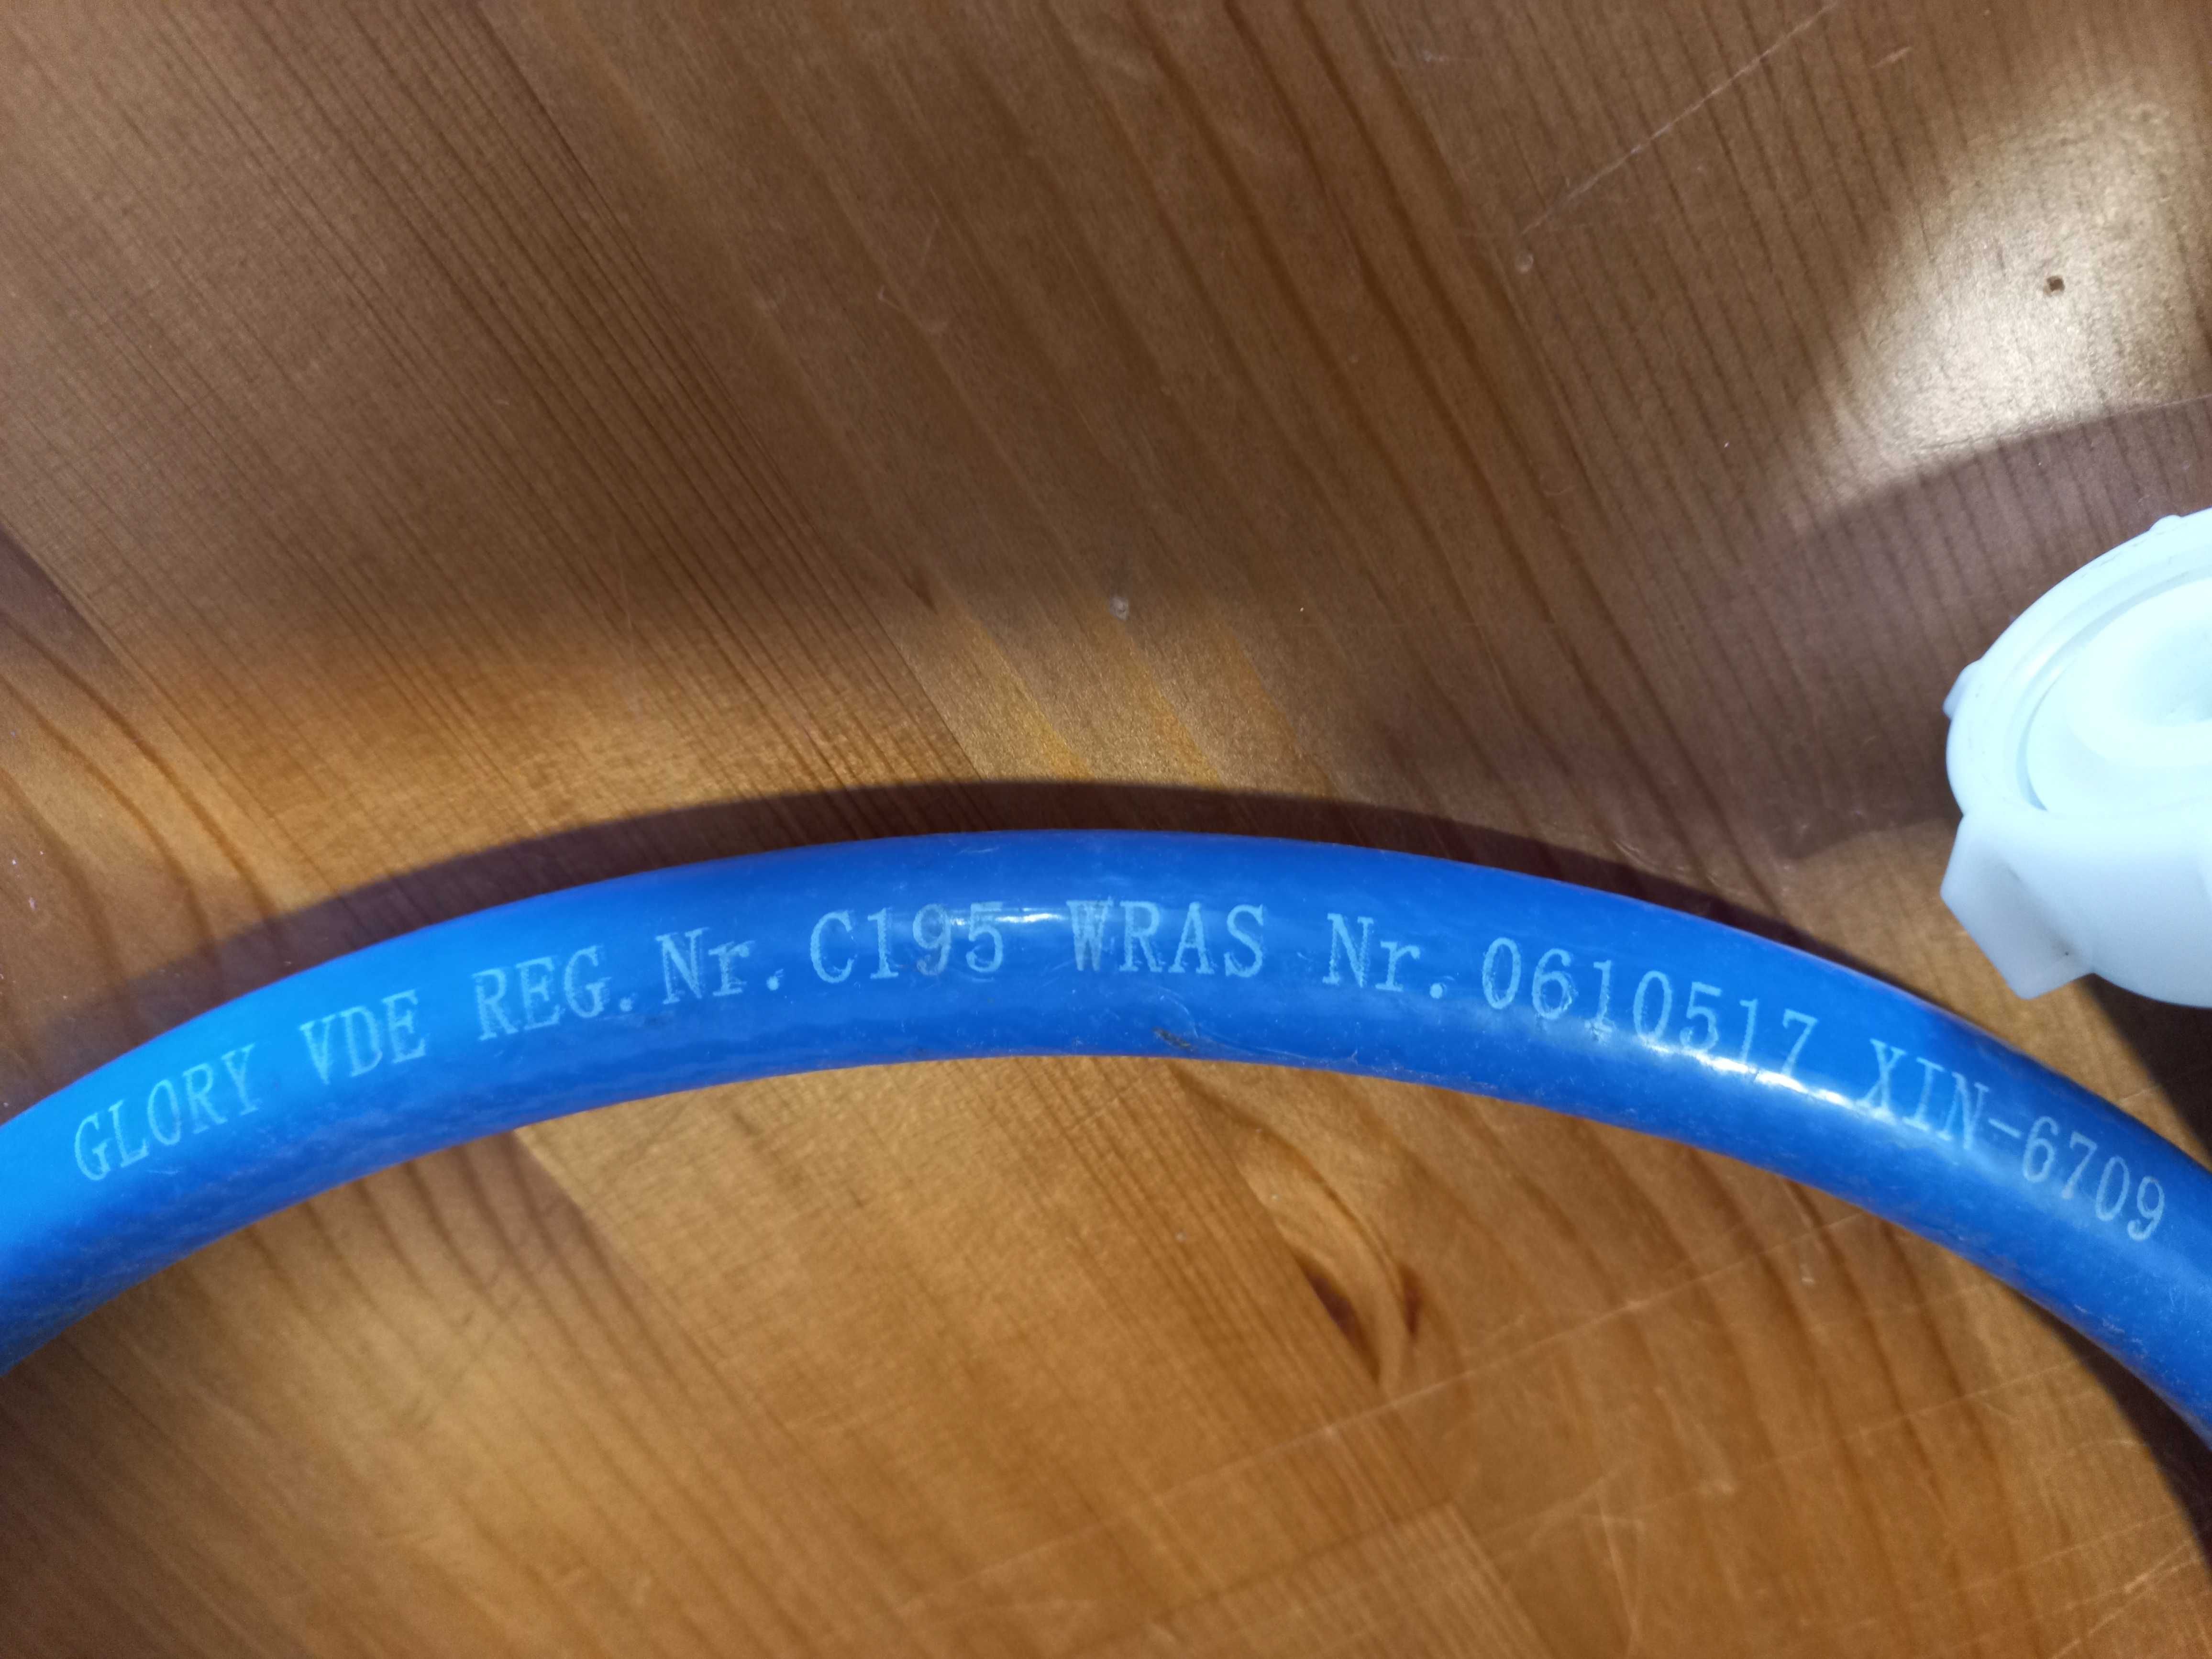 GLORY VDE REG. Nr. C195 WRAS Nr. 0610517 XIN-6709